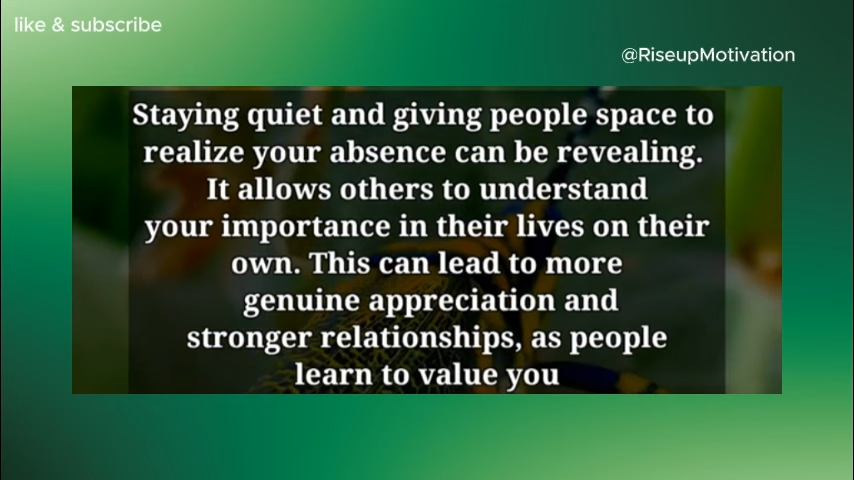 like & subscribe
@RiseupMotivation
Staying quiet and giving people space to
realize your absence can be revealing.
It allows others to understand
your importance in their lives on their
own. This can lead to more
genuine appreciation and
stronger relationships, as people
learn to value you